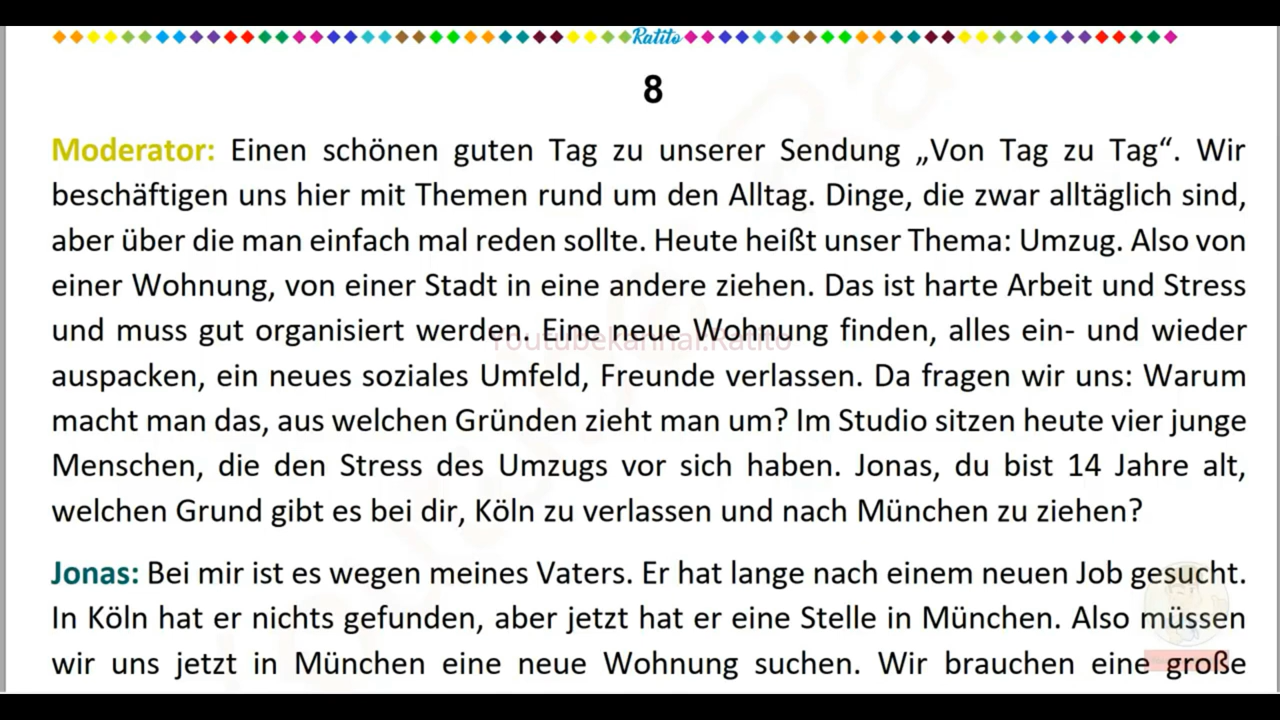 Ratito
8
Moderator: Einen schönen guten Tag zu unserer Sendung „Von Tag zu Tag“. Wir
beschäftigen uns hier mit Themen rund um den Alltag. Dinge, die zwar alltäglich sind,
aber über die man einfach mal reden sollte. Heute heißt unser Thema: Umzug. Also von
einer Wohnung, von einer Stadt in eine andere ziehen. Das ist harte Arbeit und Stress
und muss gut organisiert werden. Eine neue Wohnung finden, alles ein- und wieder
Youtubekannal.Ratito
auspacken, ein neues soziales Umfeld, Freunde verlassen. Da fragen wir uns: Warum
macht man das, aus welchen Gründen zieht man um? Im Studio sitzen heute vier junge
Menschen, die den Stress des Umzugs vor sich haben. Jonas, du bist 14 Jahre alt,
welchen Grund gibt es bei dir, Köln zu verlassen und nach München zu ziehen?
Jonas: Bei mir ist es wegen meines Vaters. Er hat lange nach einem neuen Job gesucht.
In Köln hat er nichts gefunden, aber jetzt hat er eine Stelle in München. Also müssen
wir uns jetzt in München eine neue Wohnung suchen. Wir brauchen eine große